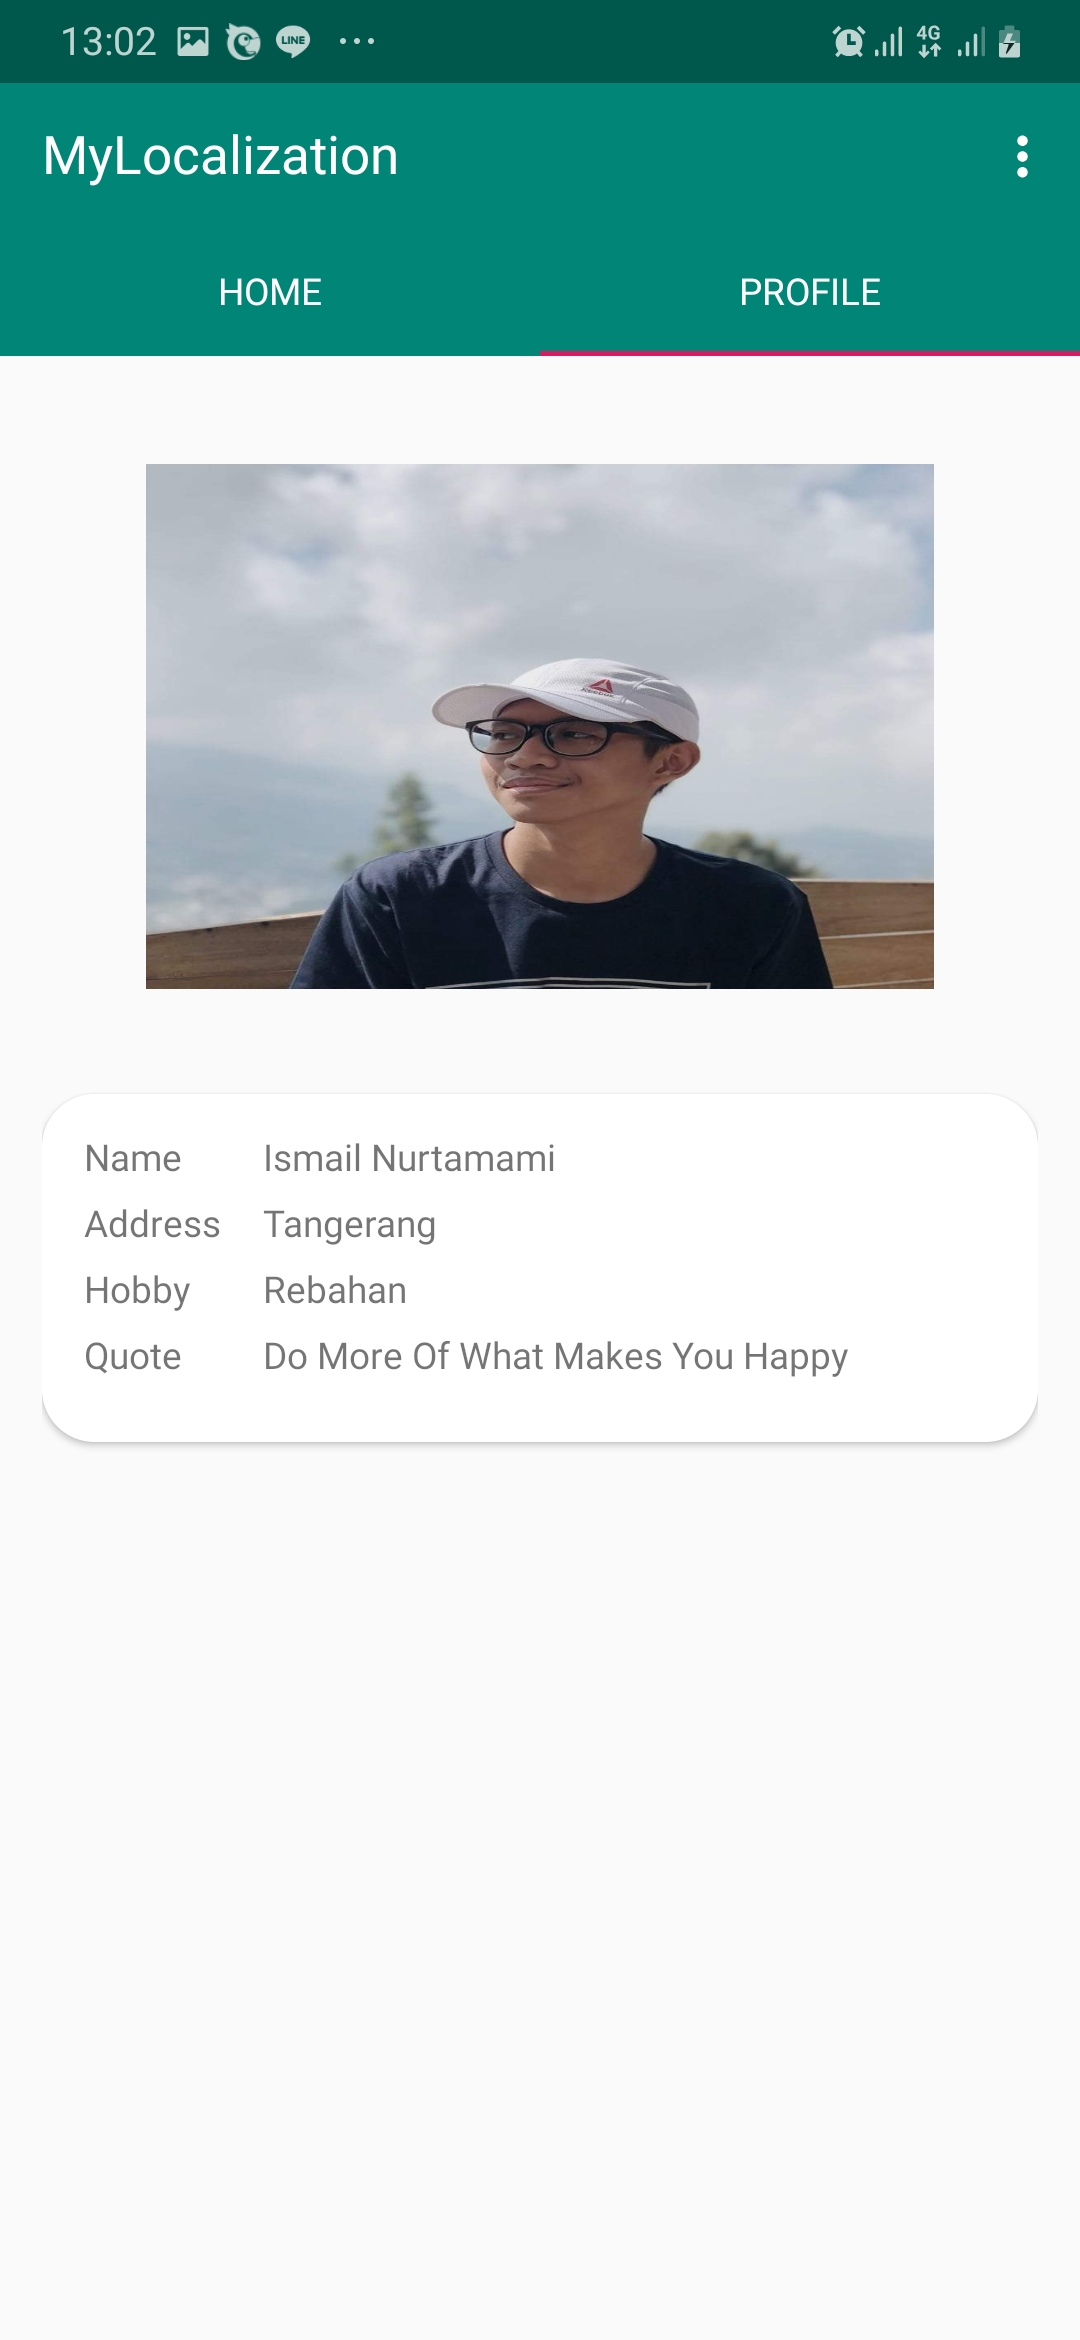 13:02 LINE 4G
MyLocalization
HOME PROFILE
Reebok
Name Ismail Nurtamami
Address Tangerang
Hobby Rebahan
Quote Do More Of What Makes You Happy